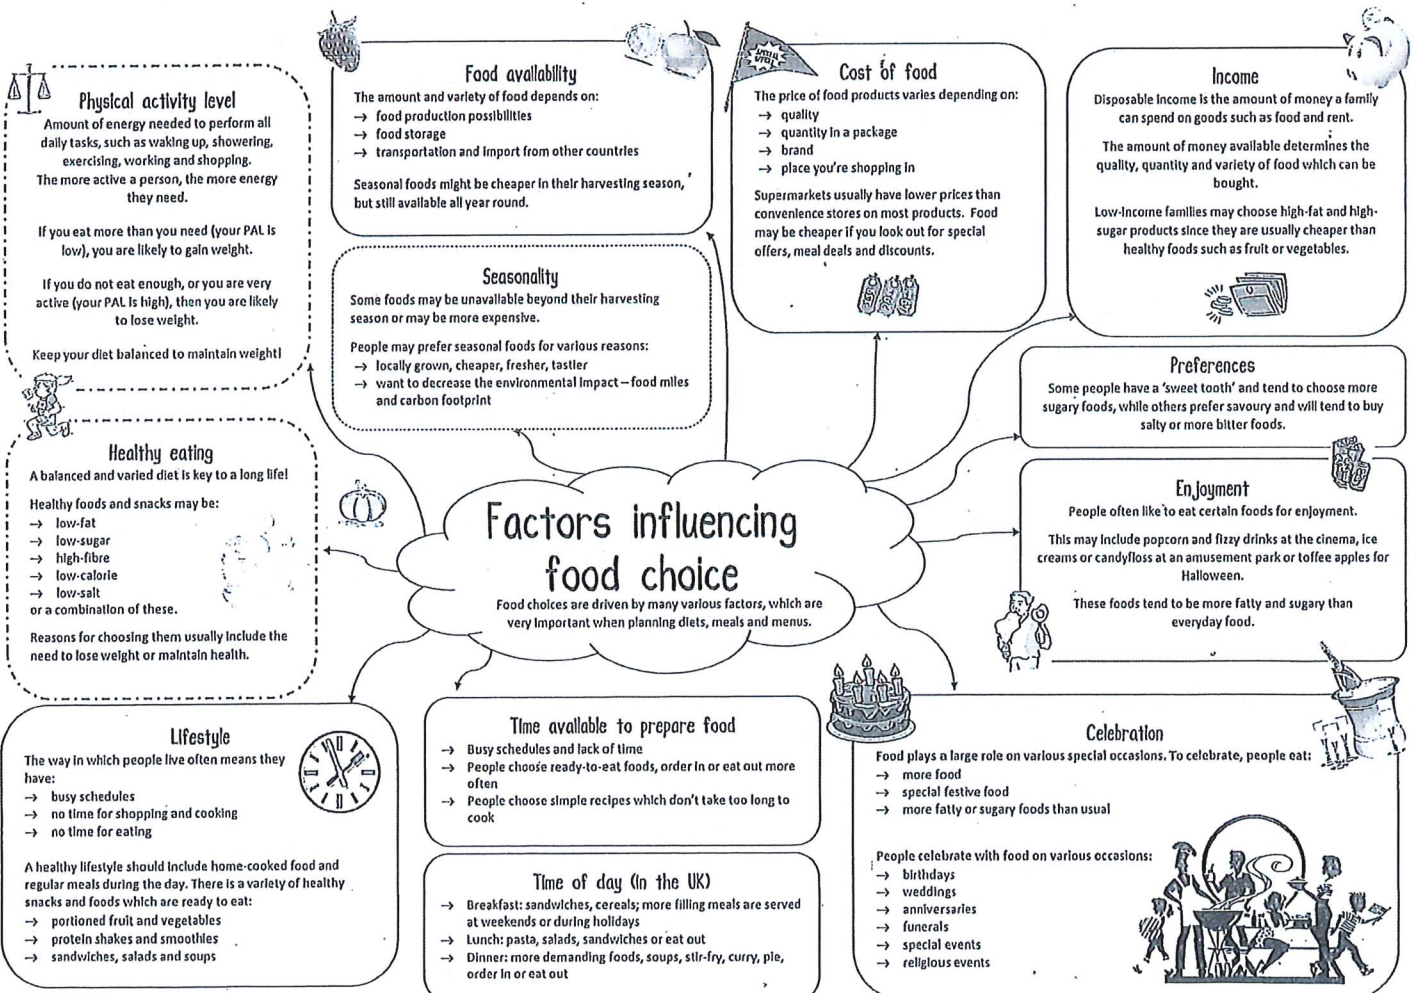 Physical activity level
Amount of energy needed to perform all
daily tasks, such as waking up, showering,
exercising, working and shopping.
The more active a person, the more energy
they need.
If you eat more than you need (your PAL is
low), you are likely to gain weight.
If you do not eat enough, or you are very
active (your PAL is high), then you are likely
to lose weight.
Keep your diet balanced to maintain weight!
Food availability
The amount and variety of food depends on:
→ food production possibilities
→ food storage
→ transportation and import from other countries
Seasonal foods might be cheaper in their harvesting season,
but still available all year round.
SPECIAL
OFFER
Cost of food
The price of food products varies depending on:
→ quality
→ quantity in a package
→ brand
→ place you're shopping in
Supermarkets usually have lower prices than
convenience stores on most products. Food
may be cheaper if you look out for special
offers, meal deals and discounts.
Income
Disposable income is the amount of money a family
can spend on goods such as food and rent.
The amount of money available determines the
quality, quantity and variety of food which can be
bought.
Low-income families may choose high-fat and high-
sugar products since they are usually cheaper than
healthy foods such as fruit or vegetables.
Seasonality
Some foods may be unavailable beyond their harvesting
season or may be more expensive.
People may prefer seasonal foods for various reasons:
→ locally grown, cheaper, fresher, tastier
→ want to decrease the environmental impact – food miles
and carbon footprint
Preferences
Some people have a 'sweet tooth' and tend to choose more
sugary foods, while others prefer savoury and will tend to buy
salty or more bitter foods.
Healthy eating
A balanced and varied diet is key to a long life!
Healthy foods and snacks may be:
→ low-fat
→ low-sugar
→ high-fibre
→ low-calorie
→ low-salt
or a combination of these.
Reasons for choosing them usually include the
need to lose weight or maintain health.
Factors influencing
food choice
Food choices are driven by many various factors, which are
very important when planning diets, meals and menus.
Enjoyment
People often like to eat certain foods for enjoyment.
This may include popcorn and fizzy drinks at the cinema, ice
creams or candyfloss at an amusement park or toffee apples for
Halloween.
These foods tend to be more fatty and sugary than
everyday food.
Lifestyle
The way in which people live often means they
have:
→ busy schedules
→ no time for shopping and cooking
→ no time for eating
A healthy lifestyle should include home-cooked food and
regular meals during the day. There is a variety of healthy
snacks and foods which are ready to eat:
→ portioned fruit and vegetables
→ protein shakes and smoothies
→ sandwiches, salads and soups
Time available to prepare food
→ Busy schedules and lack of time
→ People choose ready-to-eat foods, order in or eat out more
often
→ People choose simple recipes which don't take too long to
cook
Time of day (in the UK)
→ Breakfast: sandwiches, cereals; more filling meals are served
at weekends or during holidays
→ Lunch: pasta, salads, sandwiches or eat out
→ Dinner: more demanding foods, soups, stir-fry, curry, pie,
order in or eat out
Celebration
Food plays a large role on various special occasions. To celebrate, people eat:
→ more food
→ special festive food
→ more fatty or sugary foods than usual
People celebrate with food on various occasions:
→ birthdays
→ weddings
→ anniversaries
→ funerals
→ special events
→ religious events